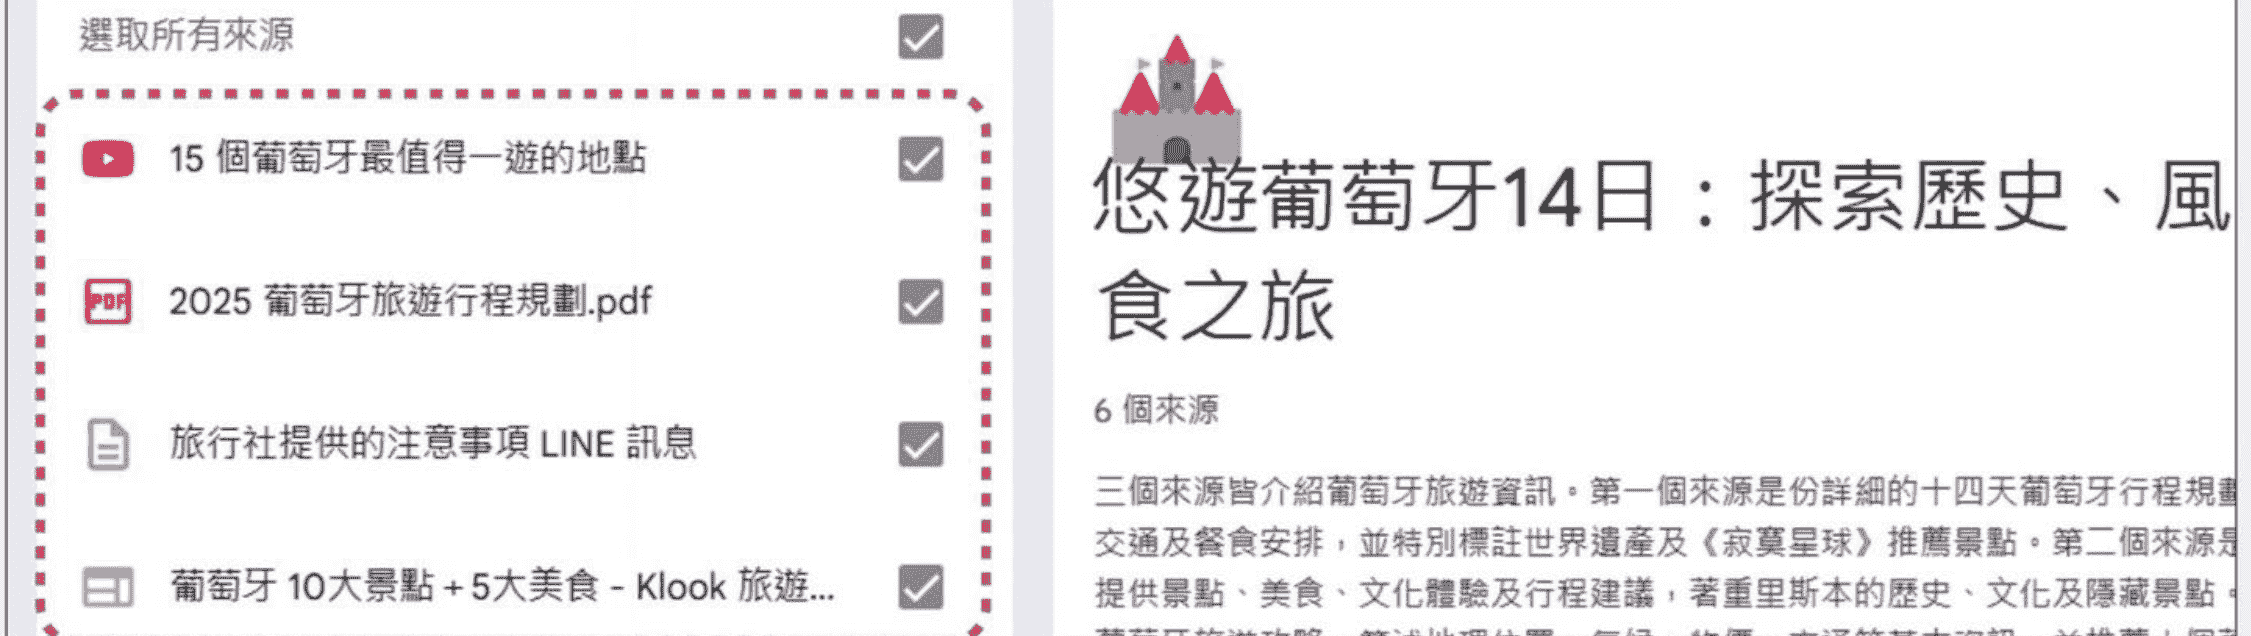 選取所有來源
15 個葡萄牙最值得一遊的地點
PDF
2025 葡萄牙旅遊行程規劃.pdf
旅行社提供的注意事項 LINE 訊息
葡萄牙 10大景點 + 5大美食 - Klook 旅遊...
悠遊葡萄牙14日：探索歷史、風
食之旅
6 個來源
三個來源皆介紹葡萄牙旅遊資訊。第一個來源是份詳細的十四天葡萄牙行程規劃
交通及餐食安排，並特別標註世界遺產及《寂寞星球》推薦景點。第二個來源是
提供景點、美食、文化體驗及行程建議，著重里斯本的歷史、文化及隱藏景點。